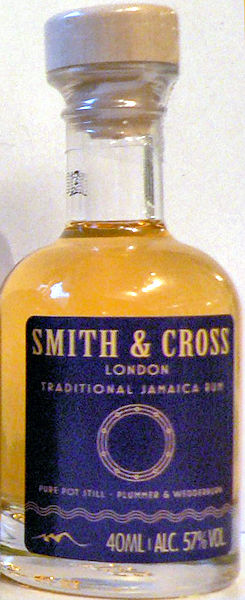 SMITH & CROSS
LONDON
TRADITIONAL JAMAICA RUM
PURE POT STILL - PLUMMER & WEDDERBURN
40ML | ALC. 57% VOL.